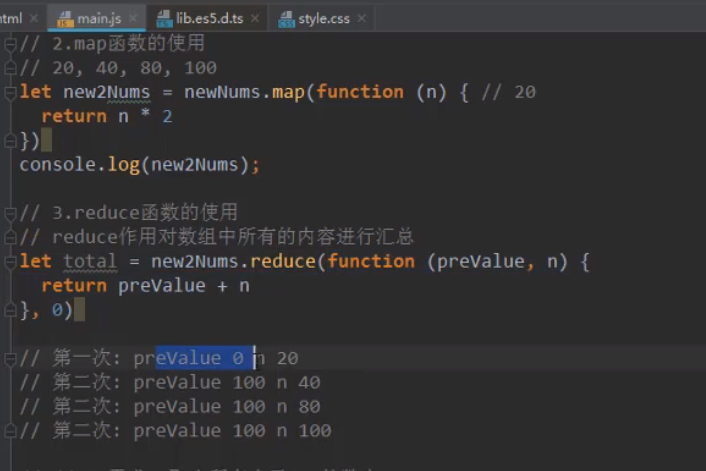 html × main.js × lib.es5.d.ts × style.css ×
// 2.map函数的使用
// 20, 40, 80, 100
let new2Nums = newNums.map(function (n) { // 20
return n * 2
})
console.log(new2Nums);
// 3.reduce函数的使用
// reduce作用对数组中所有的内容进行汇总
let total = new2Nums.reduce(function (preValue, n) {
return preValue + n
}, 0)
// 第一次: preValue 0 n 20
// 第二次: preValue 100 n 40
// 第二次: preValue 100 n 80
// 第二次: preValue 100 n 100